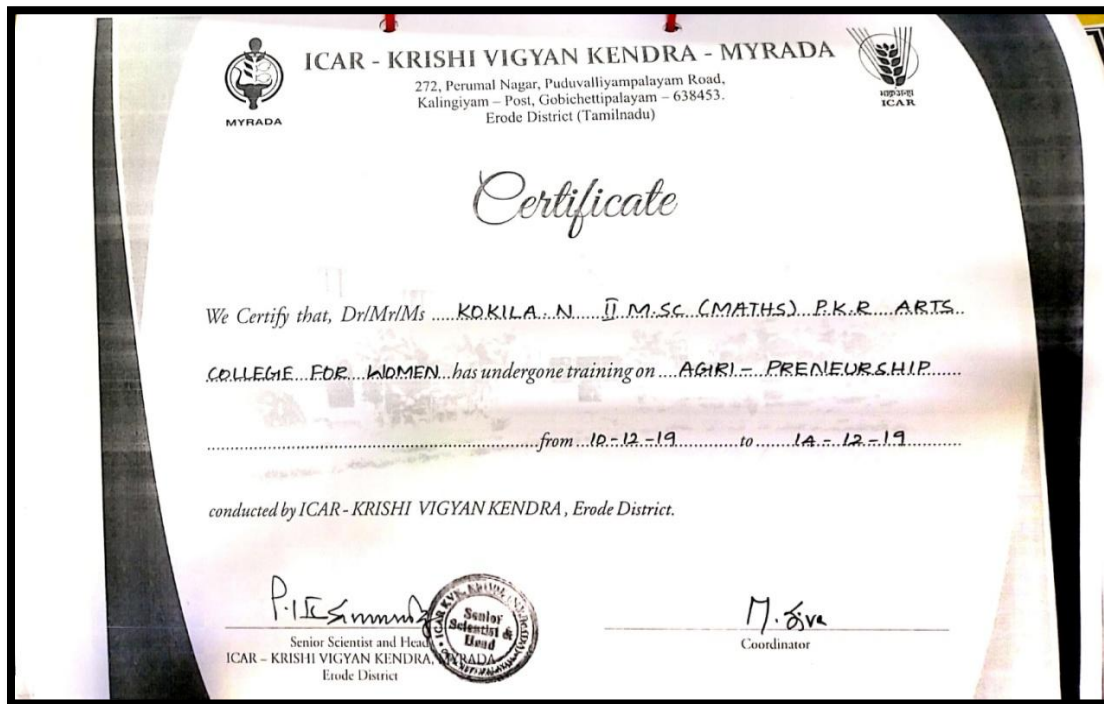 ICAR - KRISHI VIGYAN KENDRA - MYRADA
272, Perumal Nagar, Puduvalliyampalayam Road,
Kalingiyam – Post, Gobichettipalayam – 638453.
Erode District (Tamilnadu)
MYRADA
ICAR
Certificate
We Certify that, Dr/Mr/Ms ....KOKILA. N....II M.SC (MATHS) P.K.R ARTS..
COLLEGE FOR WOMEN...has undergone training on ....AGIRI - PRENEURSHIP......
from 10-12-19 to 14-12-19
conducted by ICAR - KRISHI VIGYAN KENDRA , Erode District.
Senior
Scientist &
Head
M. Siva
Senior Scientist and Head
ICAR – KRISHI VIGYAN KENDRA, MYRADA
Erode District
Coordinator